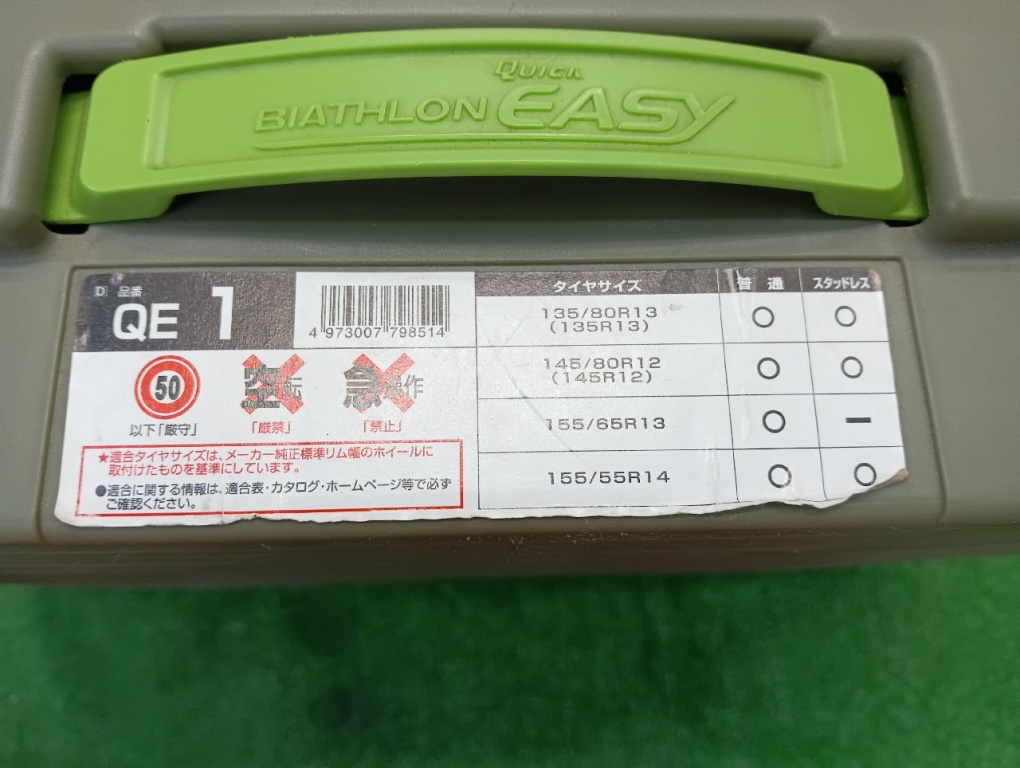 QUICK
BIATHLON EASY
D 品番
QE 1
4 973007 798514
50
以下「厳守」
空転
「厳禁」
急操作
「禁止」
★適合タイヤサイズは、メーカー純正標準リム幅のホイールに
取付けたものを基準にしています。
●適合に関する情報は、適合表・カタログ・ホームページ等で必ず
ご確認ください。
タイヤサイズ 普通 スタッドレス
135/80R13 ○ ○
(135R13)
145/80R12 ○ ○
(145R12)
155/65R13 ○ ー
155/55R14 ○ ○